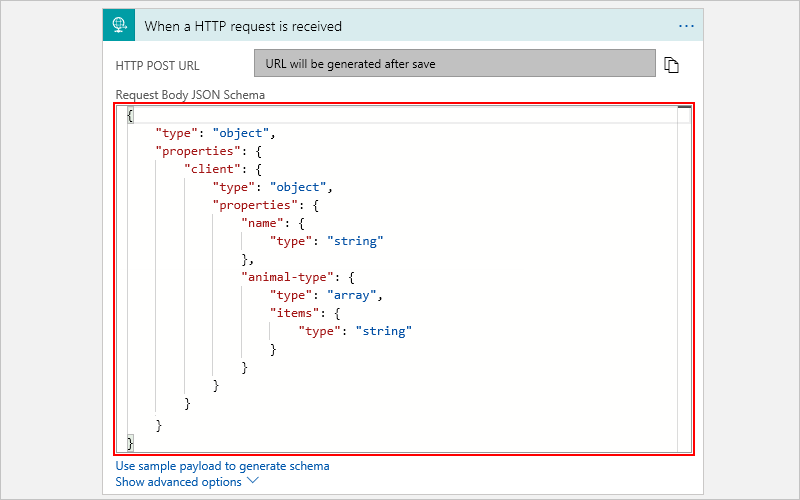 When a HTTP request is received
HTTP POST URL
URL will be generated after save
Request Body JSON Schema
{
"type": "object",
"properties": {
"client": {
"type": "object",
"properties": {
"name": {
"type": "string"
},
"animal-type": {
"type": "array",
"items": {
"type": "string"
}
}
}
}
}
}
Use sample payload to generate schema
Show advanced options